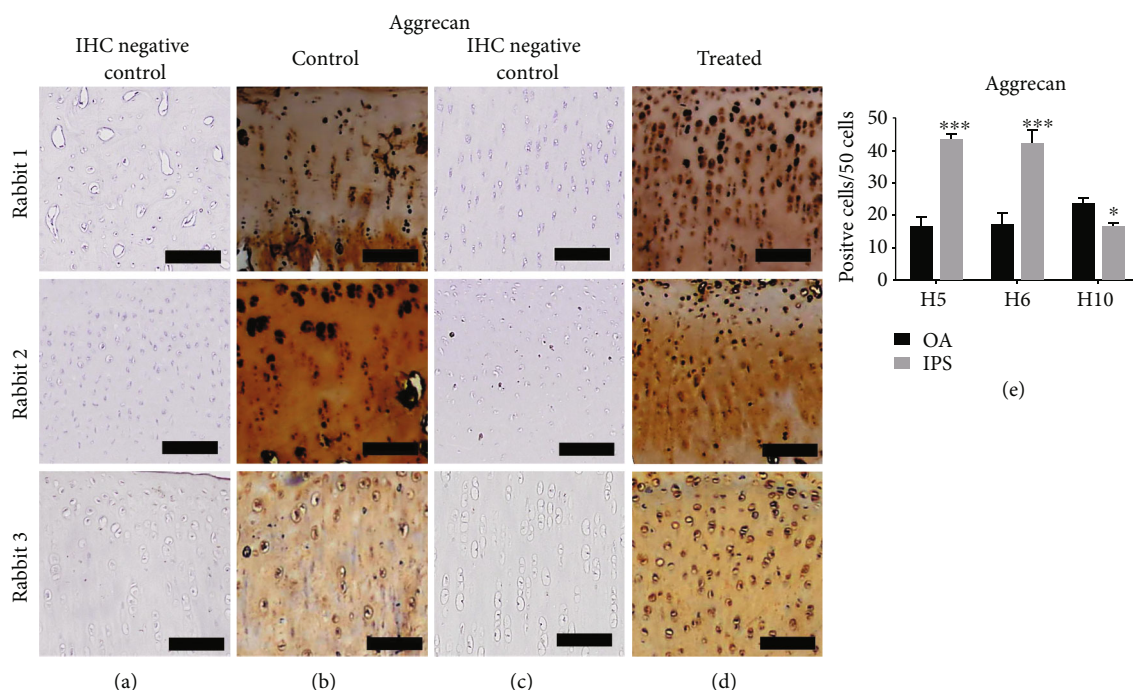 Aggrecan
IHC negative
control
Control
IHC negative
control
Treated
Rabbit 1
Rabbit 2
Rabbit 3
(a)
(b)
(c)
(d)
Aggrecan
Positve cells/50 cells
50
40
30
20
10
0
***
***
*
H5
H6
H10
OA
IPS
(e)